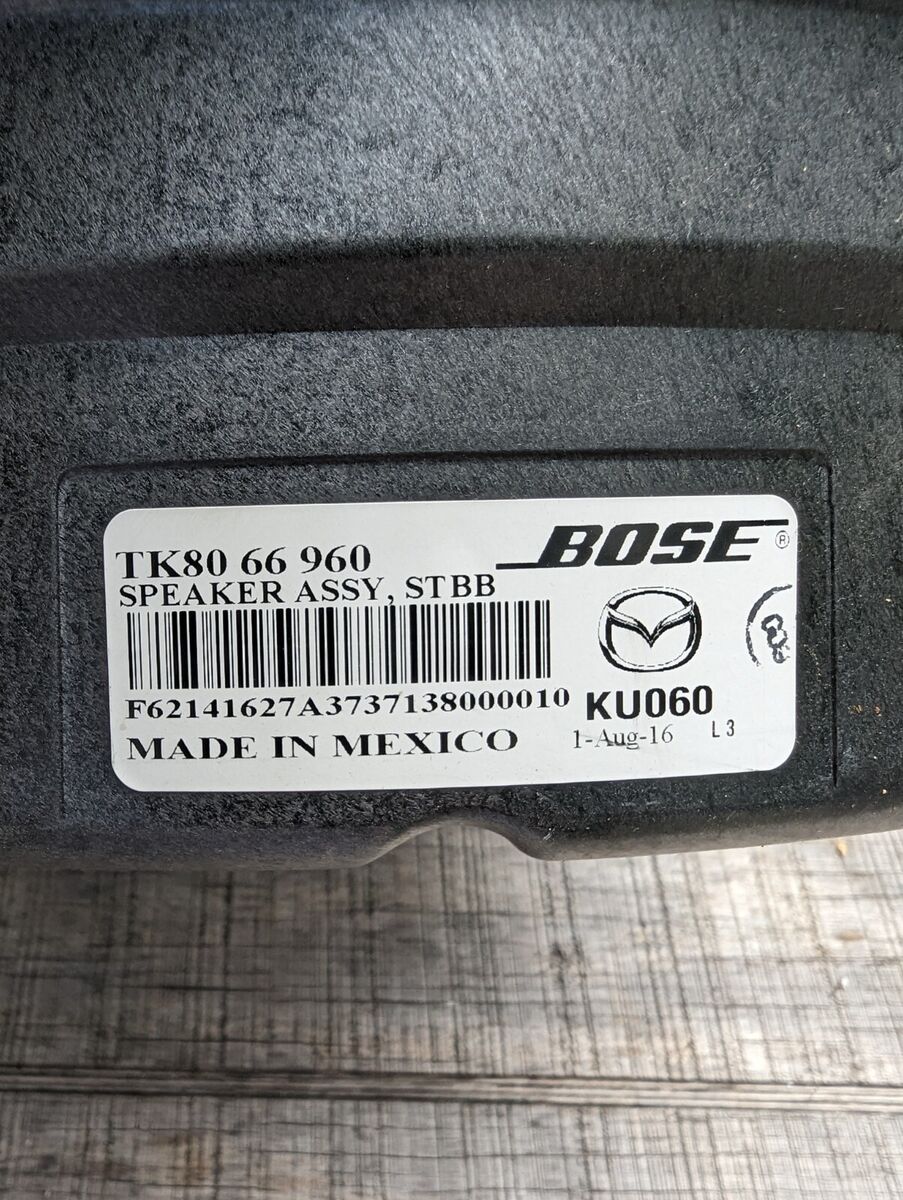 TK80 66 960
BOSE®
SPEAKER ASSY, STBB
F62141627A3737138000010
KU060
MADE IN MEXICO
1-Aug-16
L3